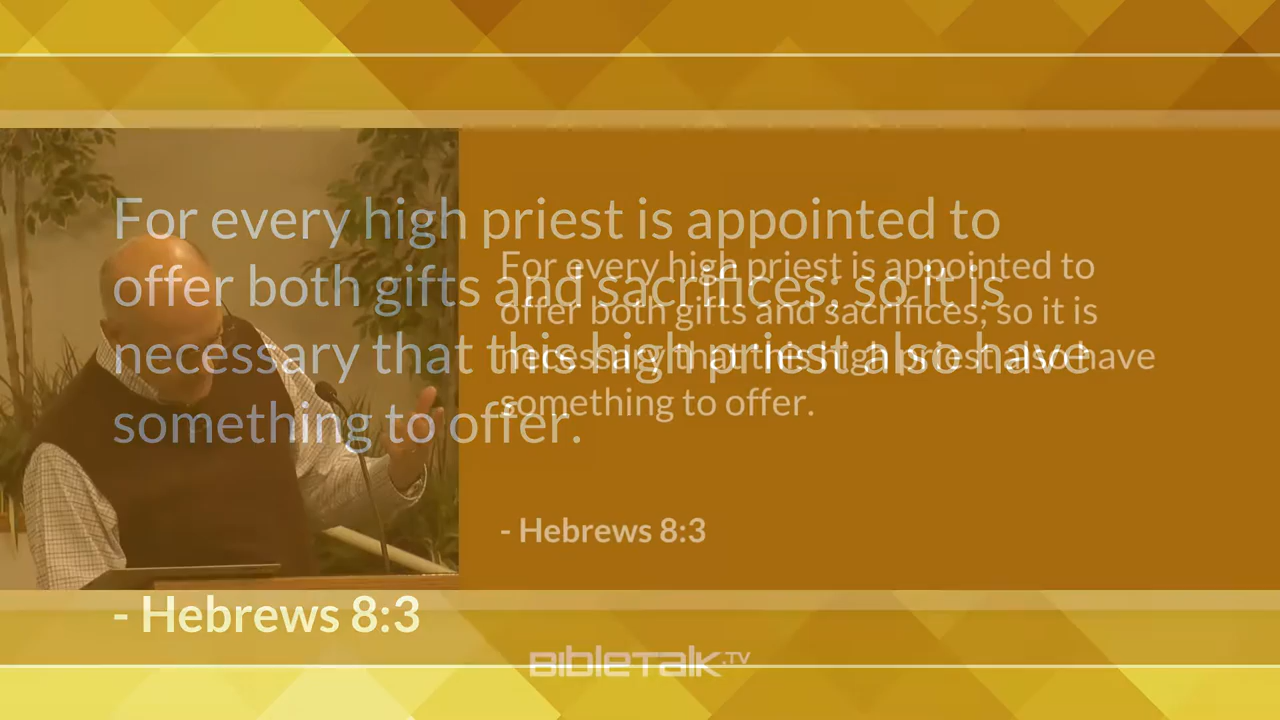 For every high priest is appointed to
offer both gifts and sacrifices; so it is
necessary that this high priest also have
something to offer.
- Hebrews 8:3
For every high priest is appointed to
offer both gifts and sacrifices; so it is
necessary that this high priest also have
something to offer.
- Hebrews 8:3
BIBLETALK.TV